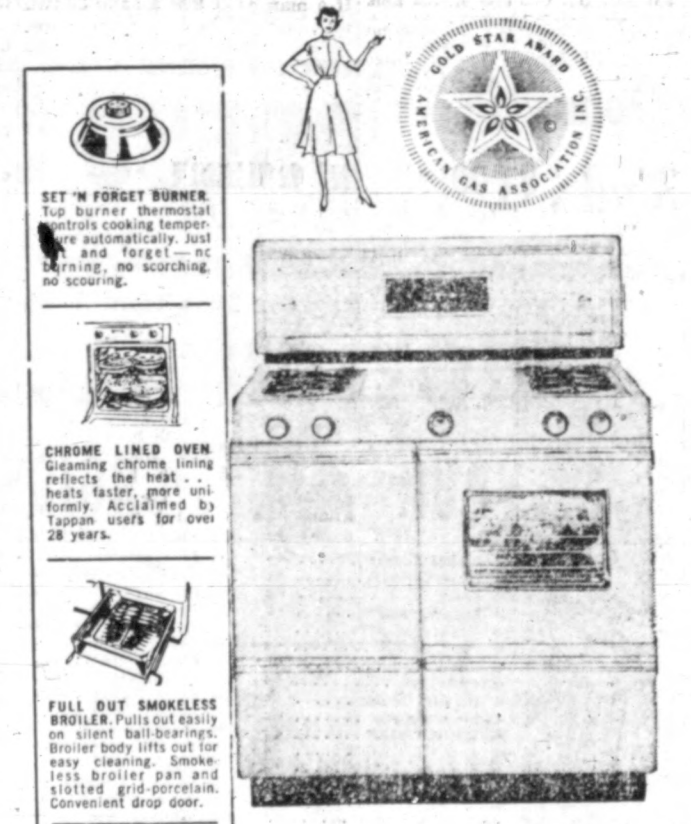 GOLD STAR AWARD
AMERICAN GAS ASSOCIATION INC.
©
SET 'N FORGET BURNER.
Top burner thermostat
controls cooking temper-
ture automatically. Just
and forget — no
burning, no scorching,
no scouring.
CHROME LINED OVEN
Gleaming chrome lining
reflects the heat . .
heats faster, more uni-
formly. Acclaimed by
Tappan users for over
28 years.
FULL OUT SMOKELESS
BROILER. Pulls out easily
on silent ball-bearings.
Broiler body lifts out for
easy cleaning. Smoke-
less broiler pan and
slotted grid-porcelain.
Convenient drop door.